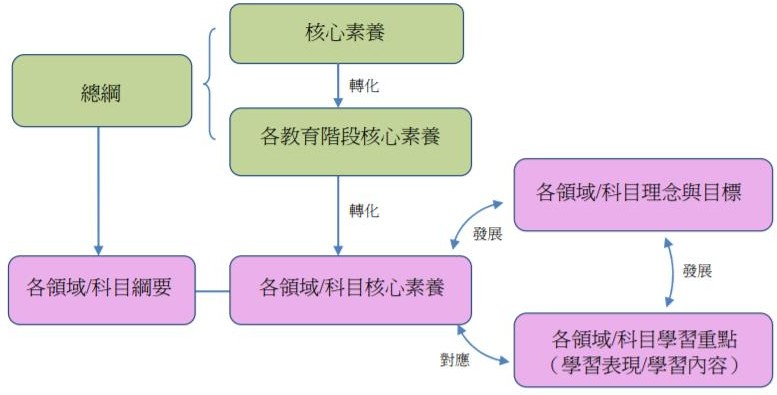 核心素養
轉化
總綱
各教育階段核心素養
轉化
各領域/科目理念與目標
發展
發展
各領域/科目綱要
各領域/科目核心素養
對應
各領域/科目學習重點
（學習表現/學習內容）